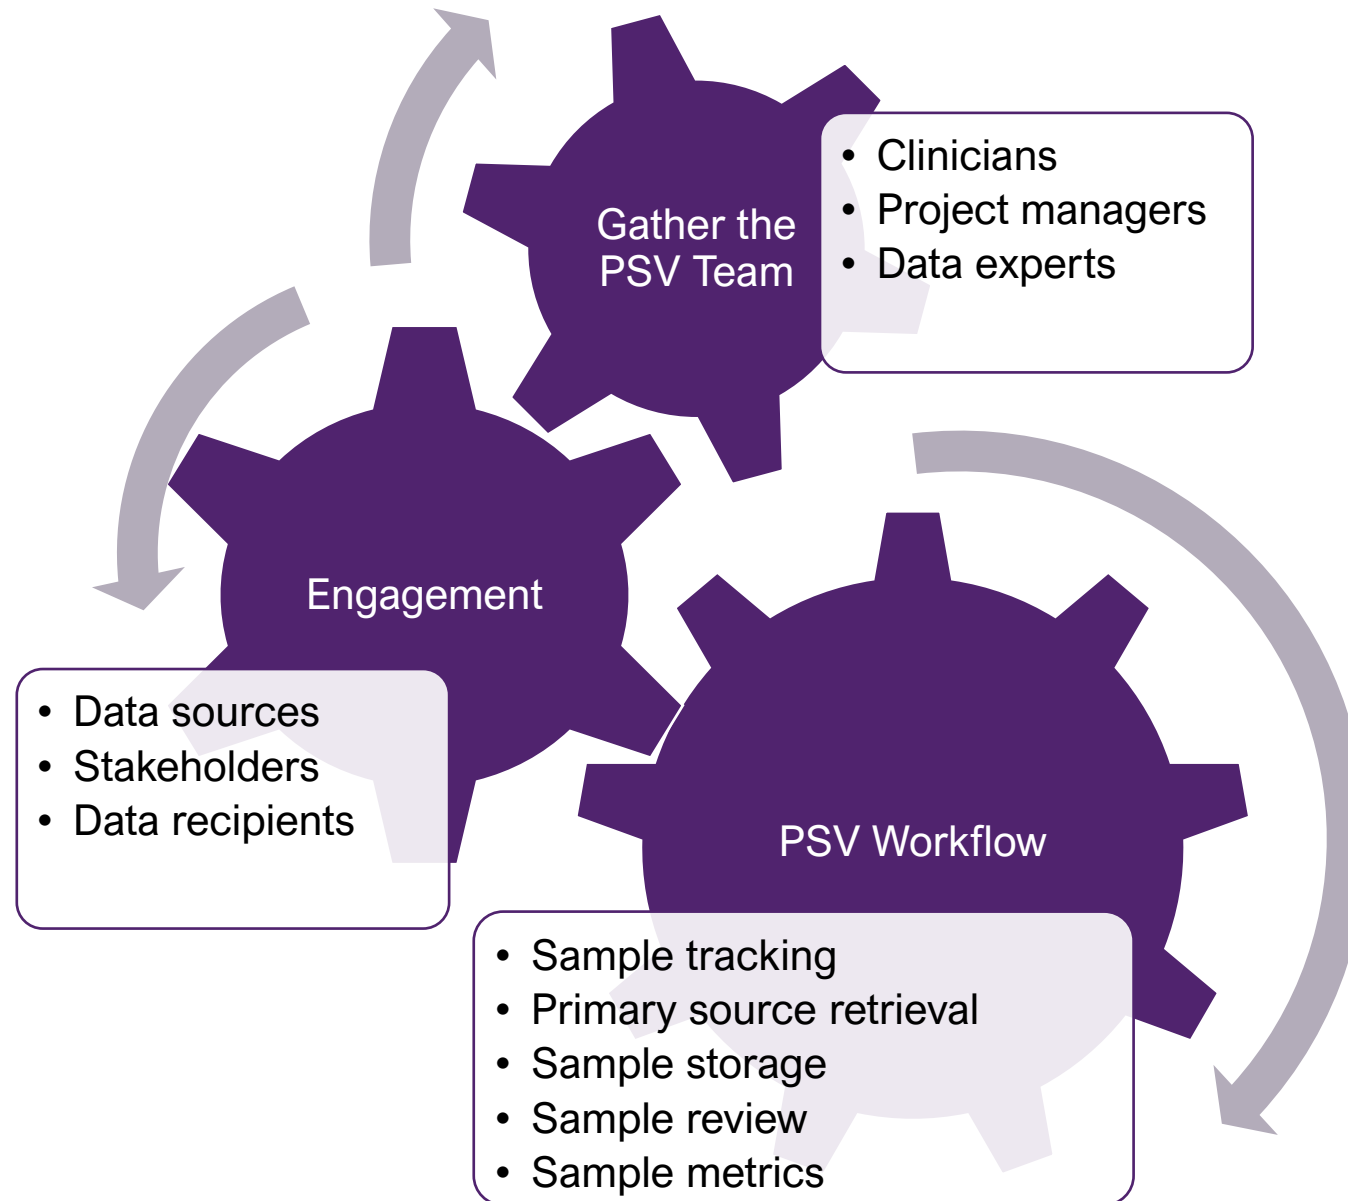 Gather the
PSV Team
• Clinicians
• Project managers
• Data experts
Engagement
• Data sources
• Stakeholders
• Data recipients
PSV Workflow
• Sample tracking
• Primary source retrieval
• Sample storage
• Sample review
• Sample metrics